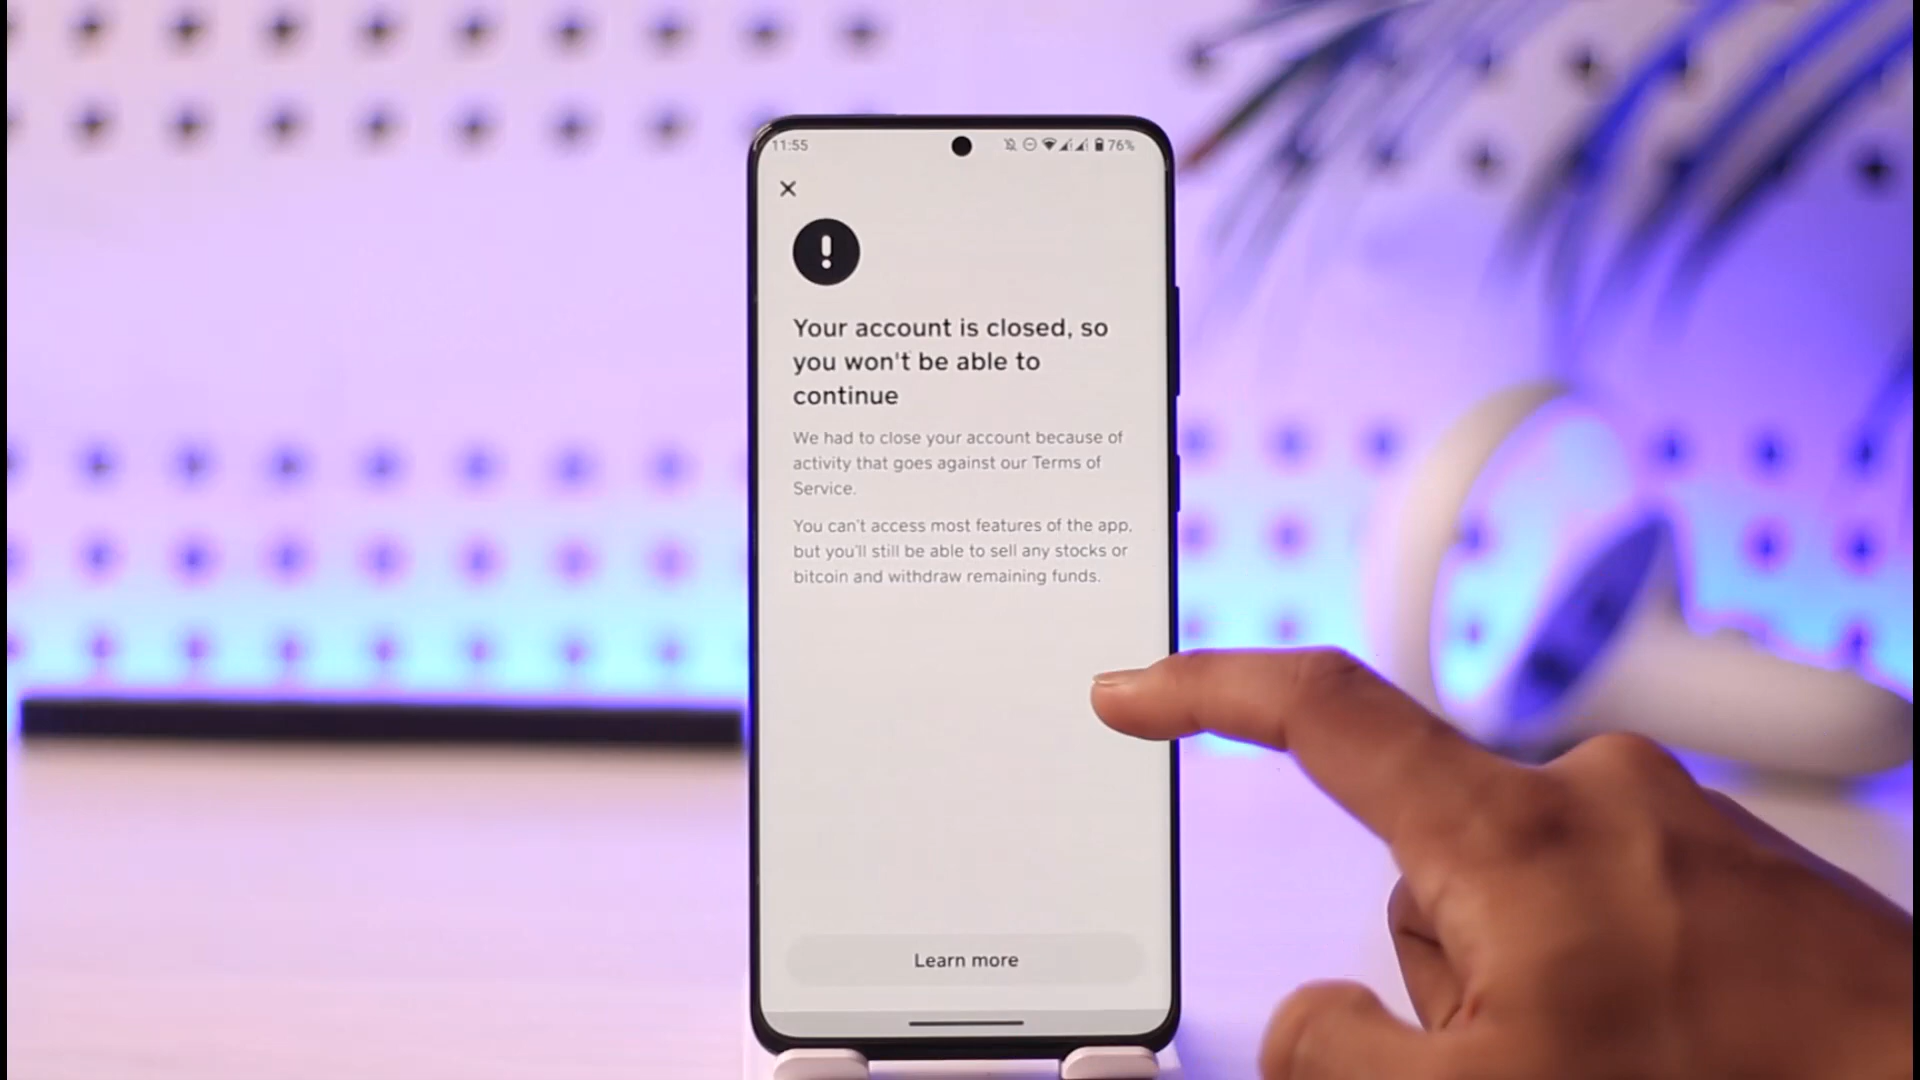 11:55
76%
Your account is closed, so
you won't be able to
continue
We had to close your account because of
activity that goes against our Terms of
Service.
You can't access most features of the app,
but you'll still be able to sell any stocks or
bitcoin and withdraw remaining funds.
Learn more